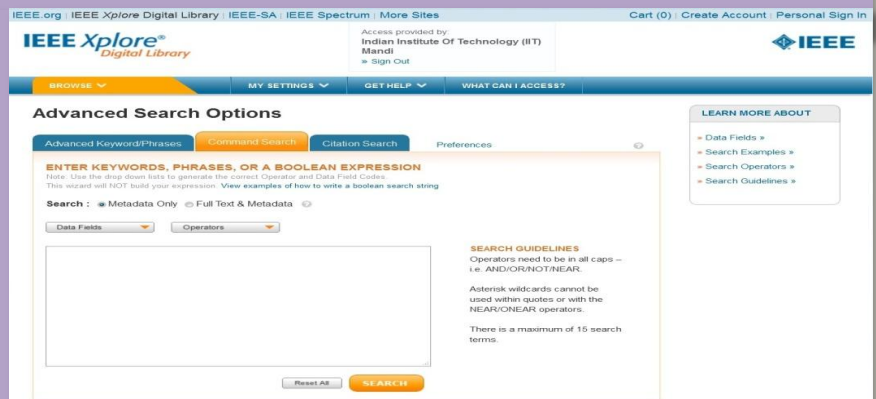 IEEE.org | IEEE Xplore Digital Library | IEEE-SA | IEEE Spectrum | More Sites
Cart (0) | Create Account | Personal Sign In
IEEE Xplore®
Digital Library
Access provided by:
Indian Institute Of Technology (IIT)
Mandi
» Sign Out
IEEE
BROWSE
MY SETTINGS
GET HELP
WHAT CAN I ACCESS?
Advanced Search Options
Advanced Keyword/Phrases
Command Search
Citation Search
Preferences
ENTER KEYWORDS, PHRASES, OR A BOOLEAN EXPRESSION
Note: Use the drop down lists to generate the correct Operator and Data Field Codes.
This wizard will NOT build your expression. View examples of how to write a boolean search string
Search : Metadata Only Full Text & Metadata
Data Fields
Operators
SEARCH GUIDELINES
Operators need to be in all caps –
i.e. AND/OR/NOT/NEAR.
Asterisk wildcards cannot be
used within quotes or with the
NEAR/ONEAR operators.
There is a maximum of 15 search
terms.
Reset All
SEARCH
LEARN MORE ABOUT
» Data Fields »
» Search Examples »
» Search Operators »
» Search Guidelines »